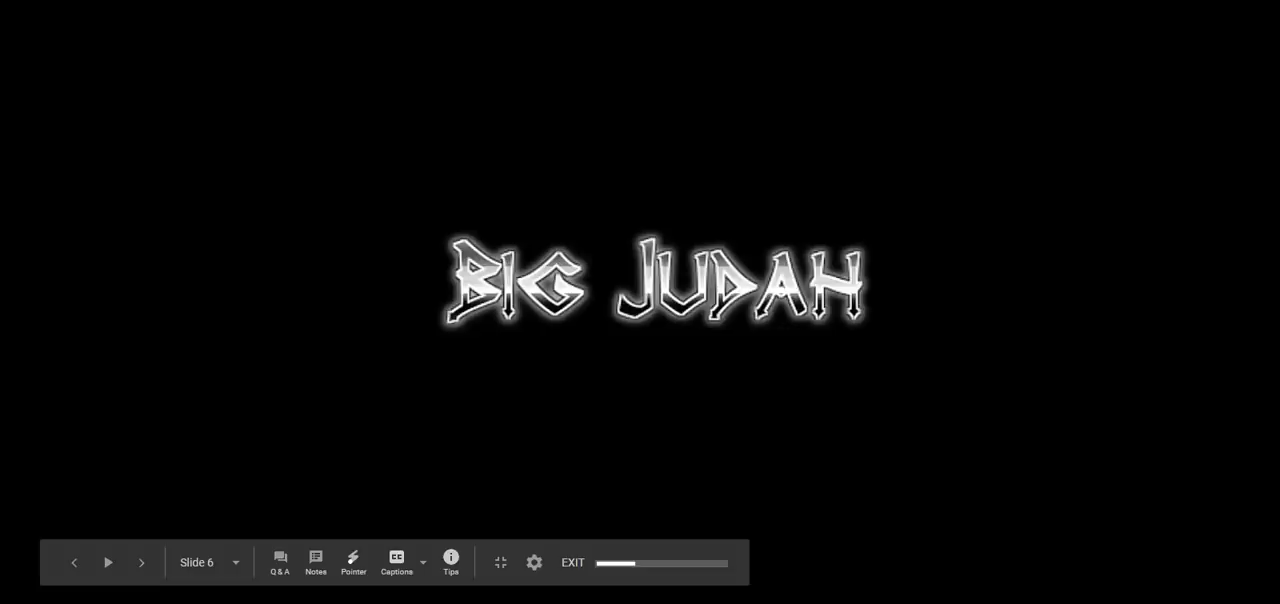 BIG JUDAH
Slide 6
Q & A
Notes
Pointer
Captions
Tips
EXIT